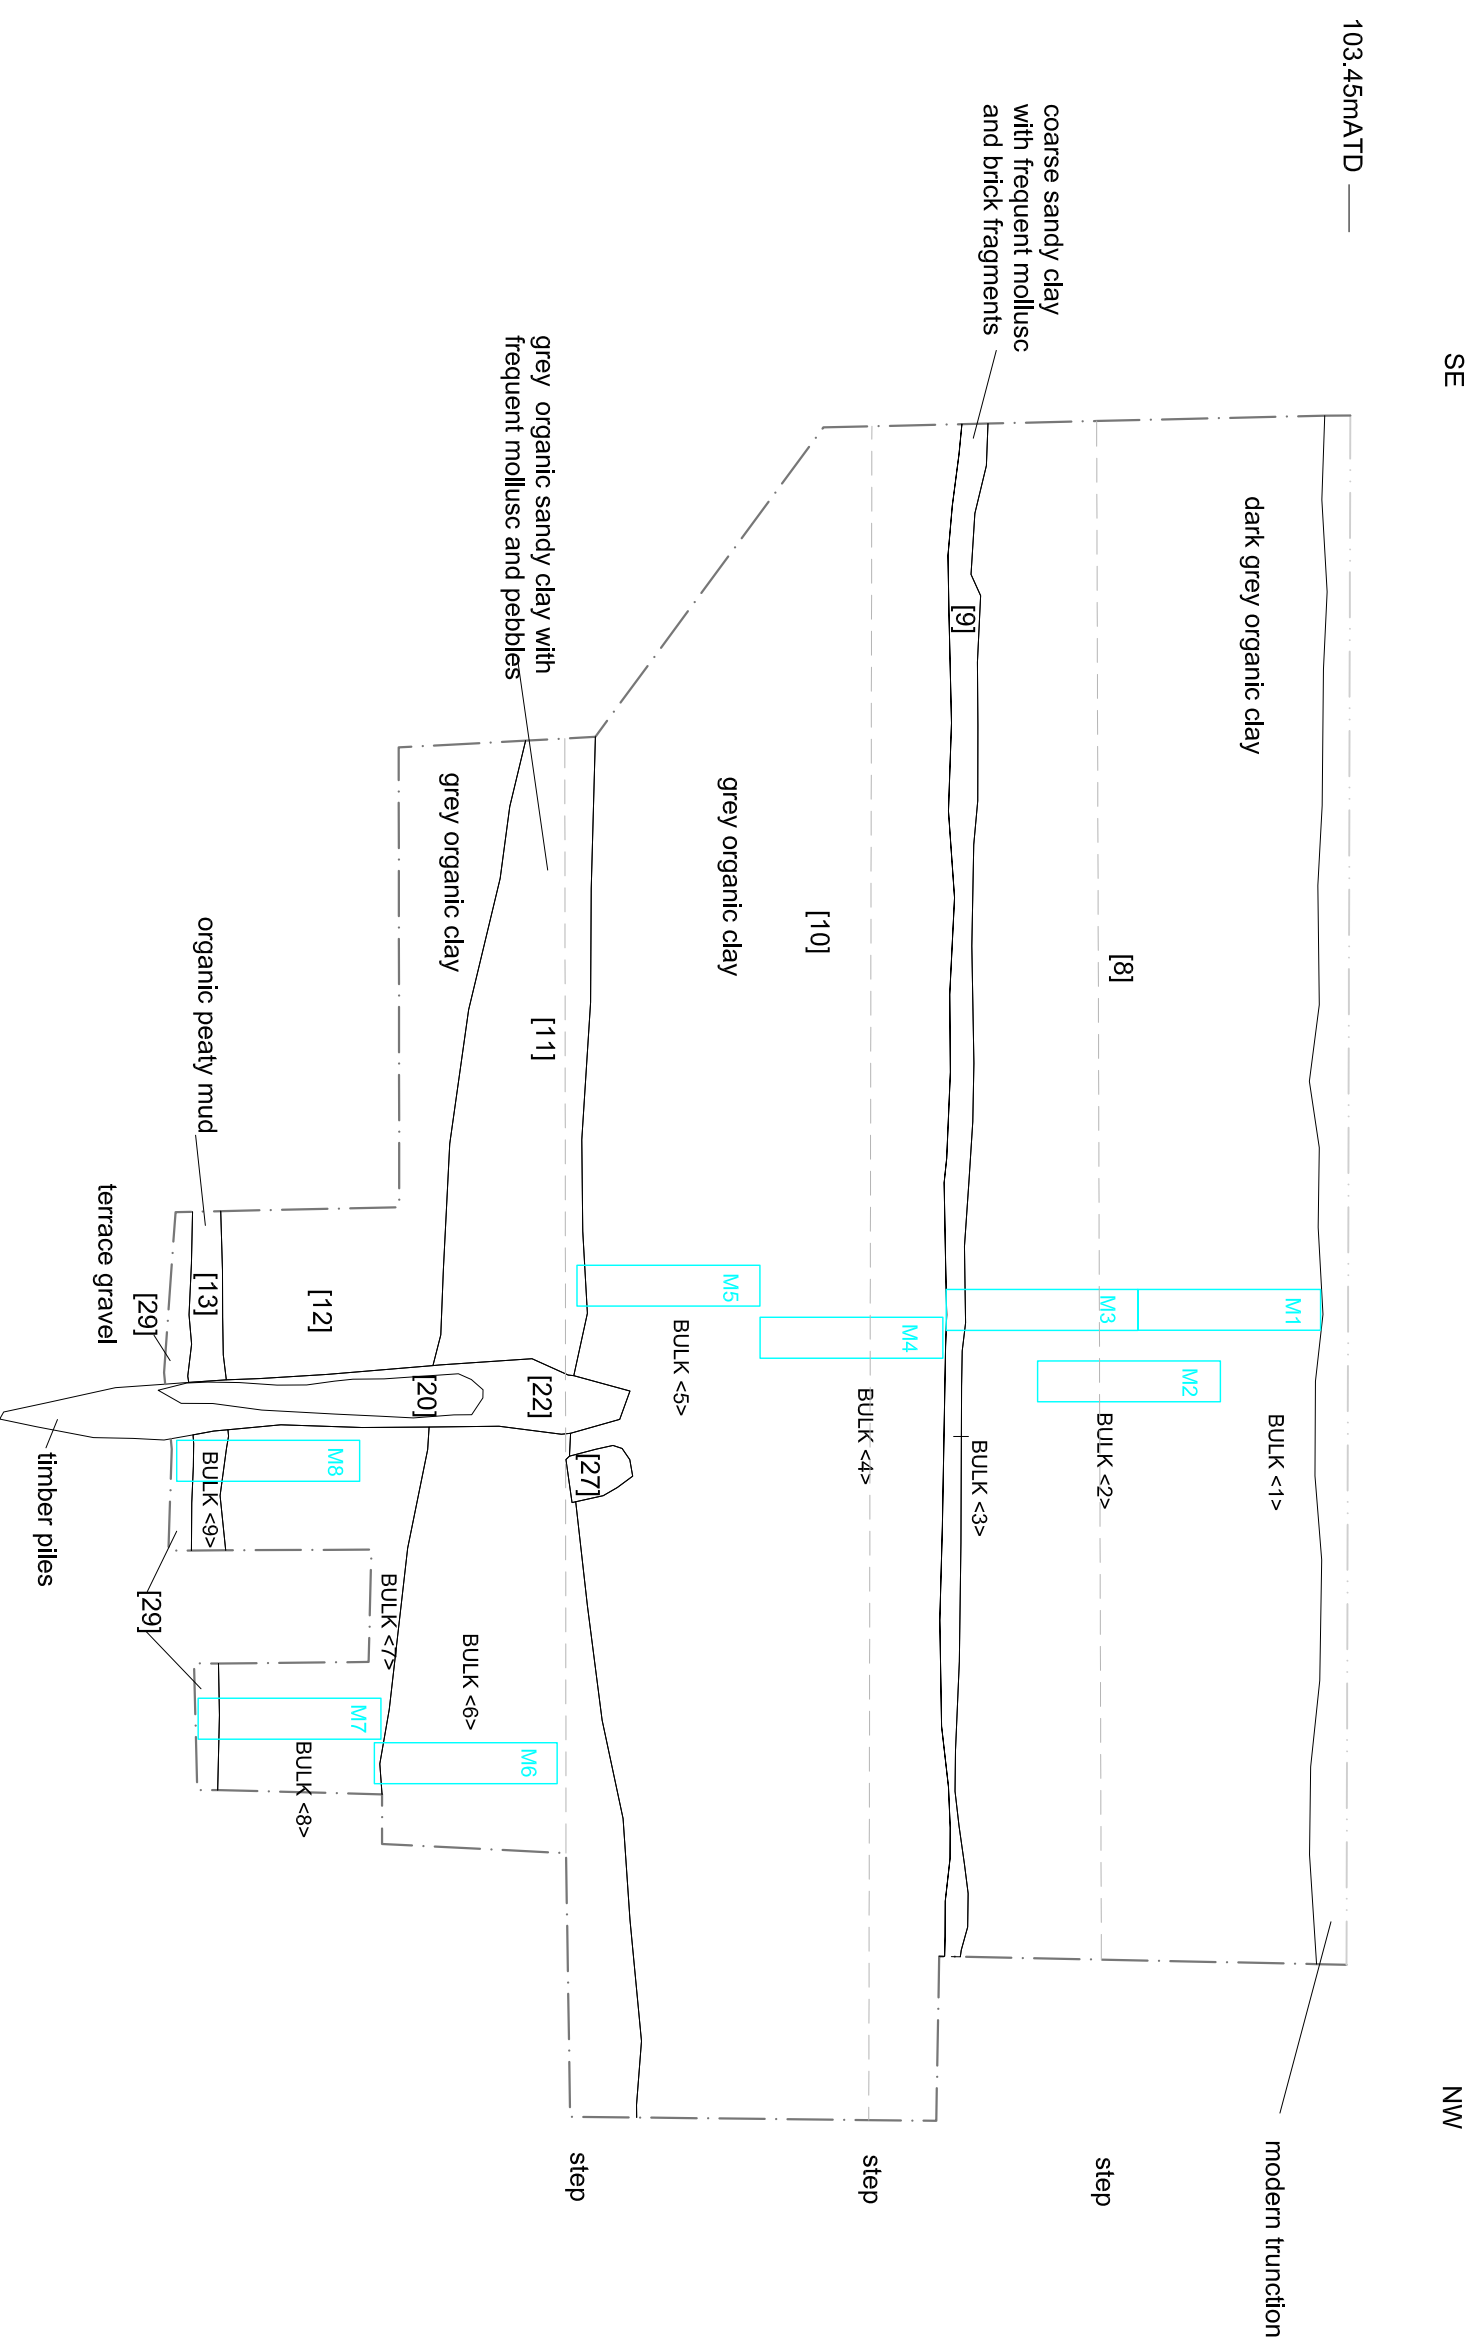 SE
NW
103.45mATD
modern trunction
dark grey organic clay
M1
BULK <1>
M2
[8]
M3
BULK <2>
step
coarse sandy clay
with frequent mollusc
and brick fragments
[9]
BULK <3>
M4
[10]
BULK <4>
step
grey organic clay
M5
BULK <5>
[27]
step
grey organic sandy clay with
frequent mollusc and pebbles
[11]
[22]
M6
BULK <6>
grey organic clay
[20]
BULK <7>
M7
M8
[12]
BULK <8>
organic peaty mud
[13]
BULK <9>
[29]
[29]
terrace gravel
timber piles